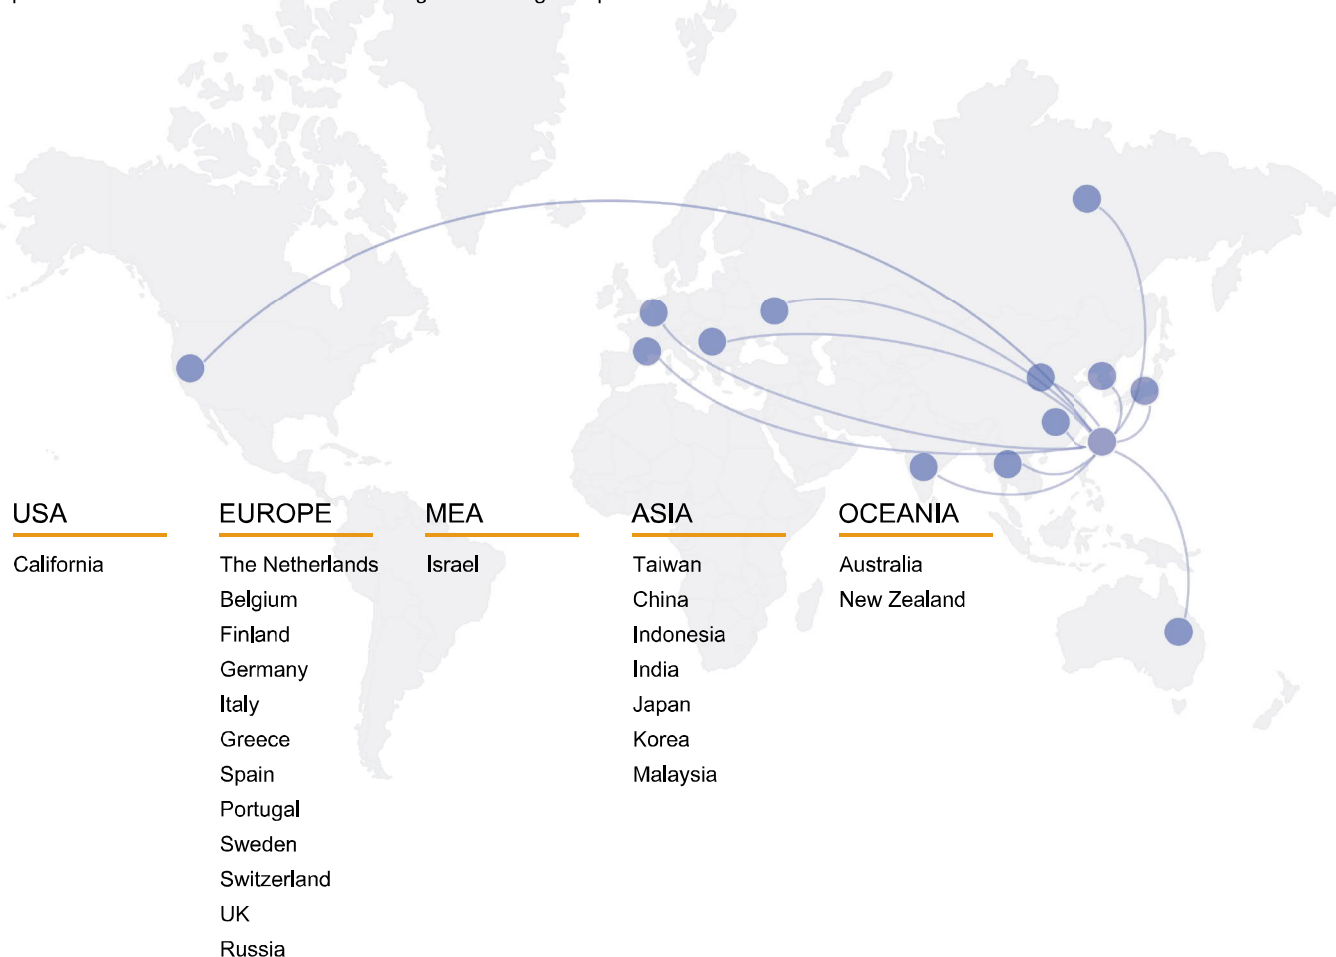 USA
California
EUROPE
The Netherlands
Belgium
Finland
Germany
Italy
Greece
Spain
Portugal
Sweden
Switzerland
UK
Russia
MEA
Israel
ASIA
Taiwan
China
Indonesia
India
Japan
Korea
Malaysia
OCEANIA
Australia
New Zealand